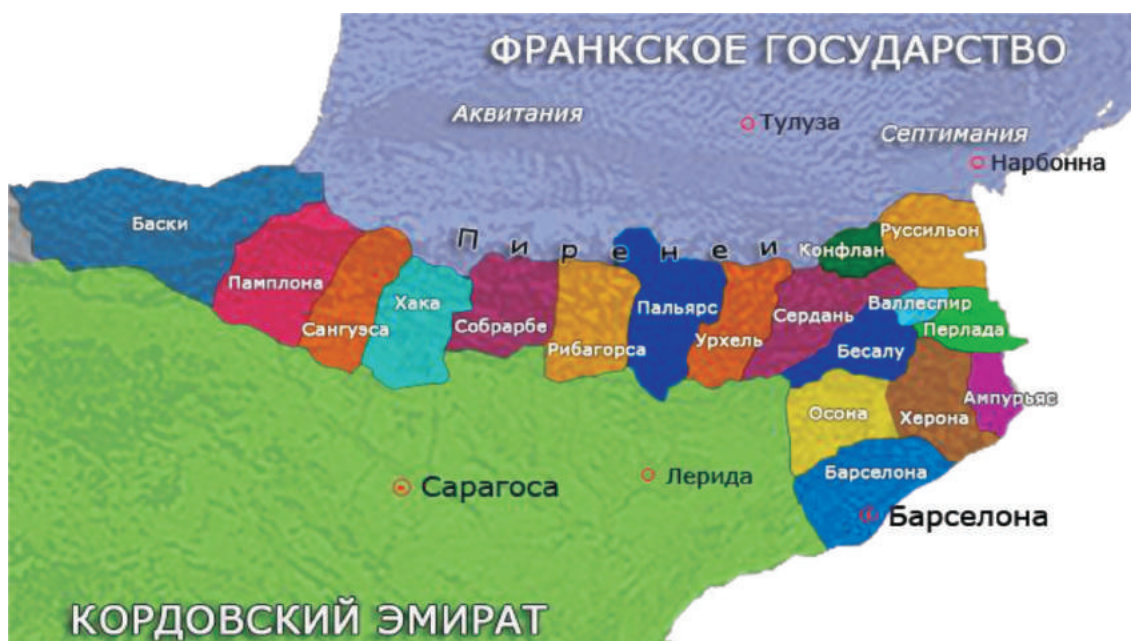 ФРАНКСКОЕ ГОСУДАРСТВО
Аквитания
Тулуза
Септимания
Нарбонна
Баски
Пиренеи
Руссильон
Конфлан
Памплона
Хака
Пальярс
Валлеспир
Сангуэса
Собрарбе
Рибагорса
Урхель
Сердань
Перлада
Бесалу
Ампурьяс
Осона
Херона
Барселона
Сарагоса
Лерида
Барселона
КОРДОВСКИЙ ЭМИРАТ